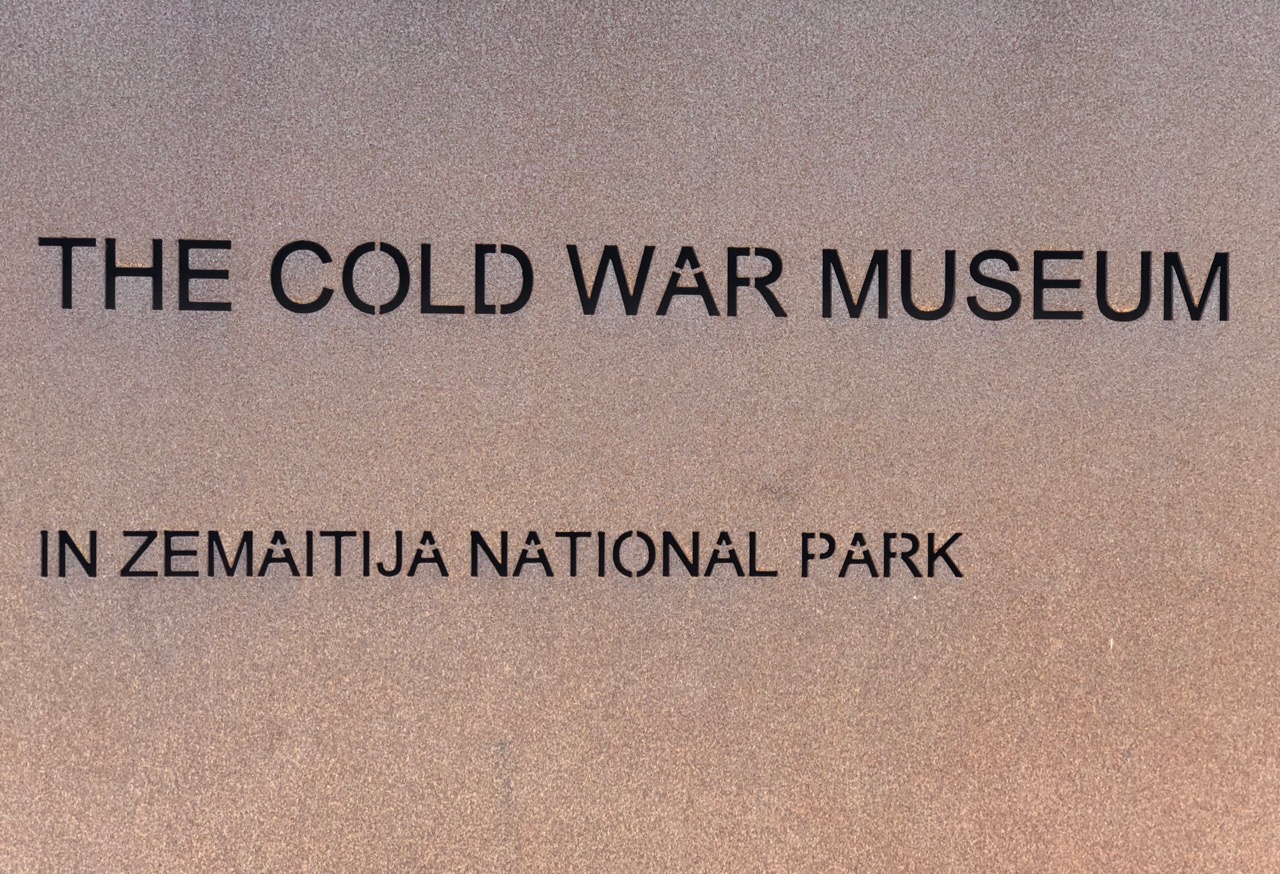 THE COLD WAR MUSEUM
IN ZEMAITIJA NATIONAL PARK